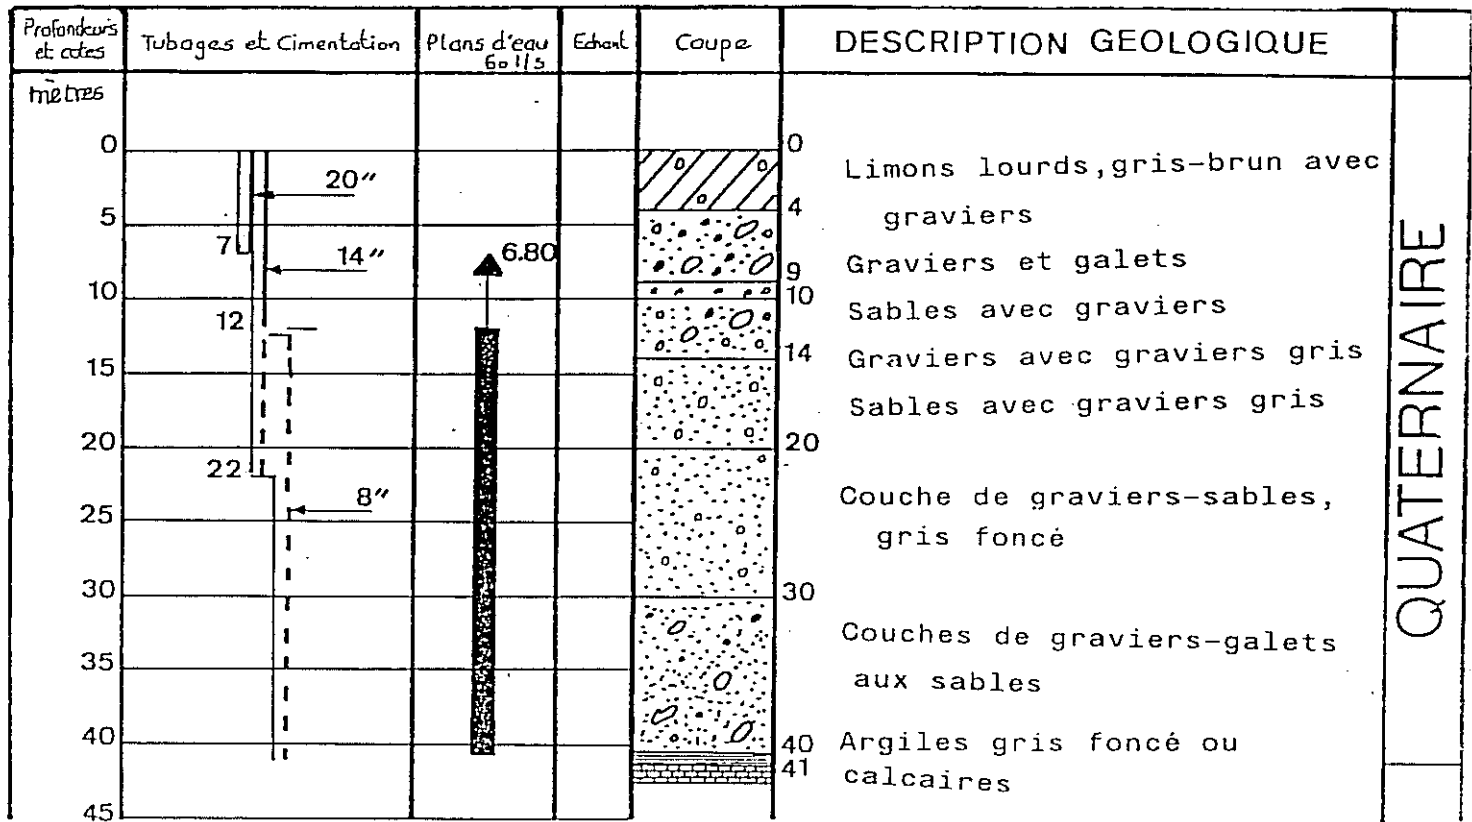 Profondeurs
et cotes
Tubages et Cimentation
Plans d'eau
60 l/s
Echant
Coupe
DESCRIPTION GEOLOGIQUE
mètres
0
5
7
10
12
15
20
22
25
30
35
40
45
20"
14"
8"
6.80
0
4
9
10
14
20
30
40
41
Limons lourds,gris-brun avec
graviers
Graviers et galets
Sables avec graviers
Graviers avec graviers gris
Sables avec graviers gris
Couche de graviers-sables,
gris foncé
Couches de graviers-galets
aux sables
Argiles gris foncé ou
calcaires
QUATERNAIRE